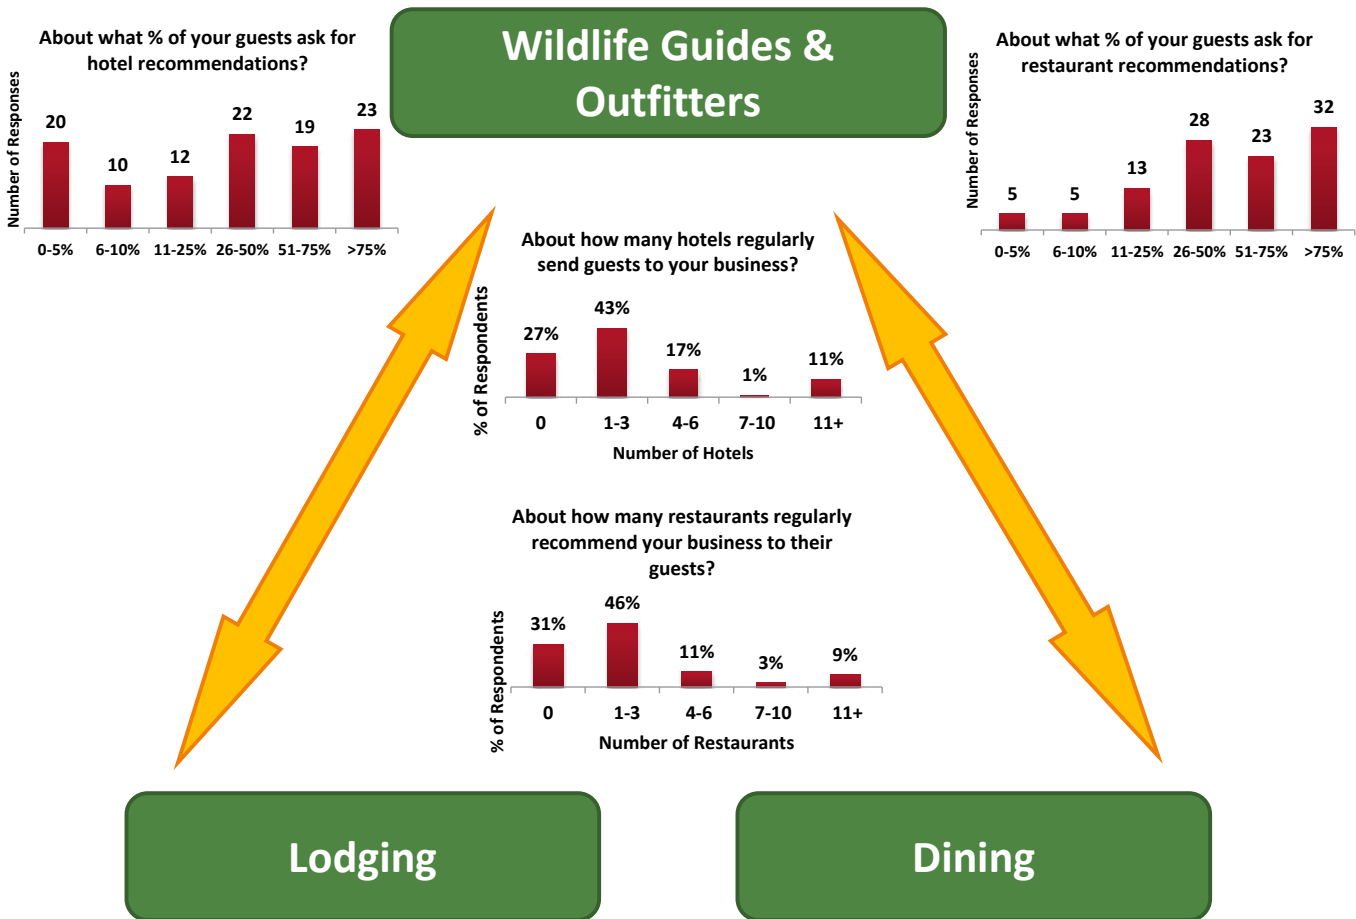 Wildlife Guides &
Outfitters
About what % of your guests ask for
hotel recommendations?
Number of Responses
20
10
12
22
19
23
0-5%
6-10%
11-25%
26-50%
51-75%
>75%
About what % of your guests ask for
restaurant recommendations?
Number of Responses
5
5
13
28
23
32
0-5%
6-10%
11-25%
26-50%
51-75%
>75%
About how many hotels regularly
send guests to your business?
% of Respondents
27%
43%
17%
1%
11%
0
1-3
4-6
7-10
11+
Number of Hotels
About how many restaurants regularly
recommend your business to their
guests?
% of Respondents
31%
46%
11%
3%
9%
0
1-3
4-6
7-10
11+
Number of Restaurants
Lodging
Dining